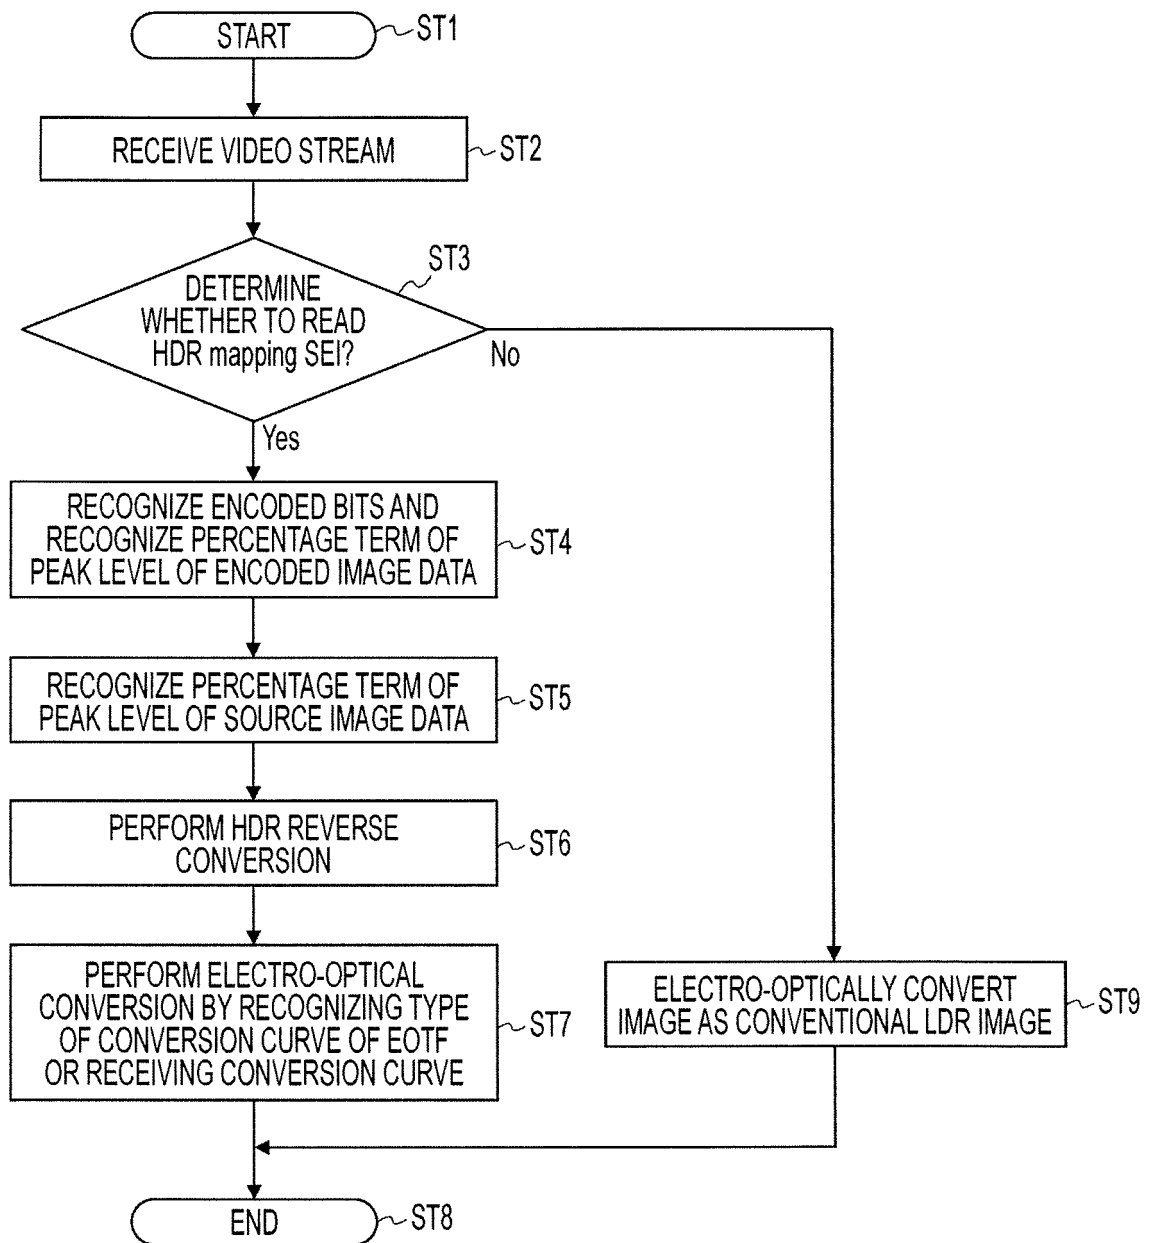 START
ST1
RECEIVE VIDEO STREAM
ST2
ST3
DETERMINE
WHETHER TO READ
HDR mapping SEI?
No
Yes
RECOGNIZE ENCODED BITS AND
RECOGNIZE PERCENTAGE TERM OF
PEAK LEVEL OF ENCODED IMAGE DATA
ST4
RECOGNIZE PERCENTAGE TERM OF
PEAK LEVEL OF SOURCE IMAGE DATA
ST5
PERFORM HDR REVERSE
CONVERSION
ST6
PERFORM ELECTRO-OPTICAL
CONVERSION BY RECOGNIZING TYPE
OF CONVERSION CURVE OF EOTF
OR RECEIVING CONVERSION CURVE
ST7
ELECTRO-OPTICALLY CONVERT
IMAGE AS CONVENTIONAL LDR IMAGE
ST9
END
ST8